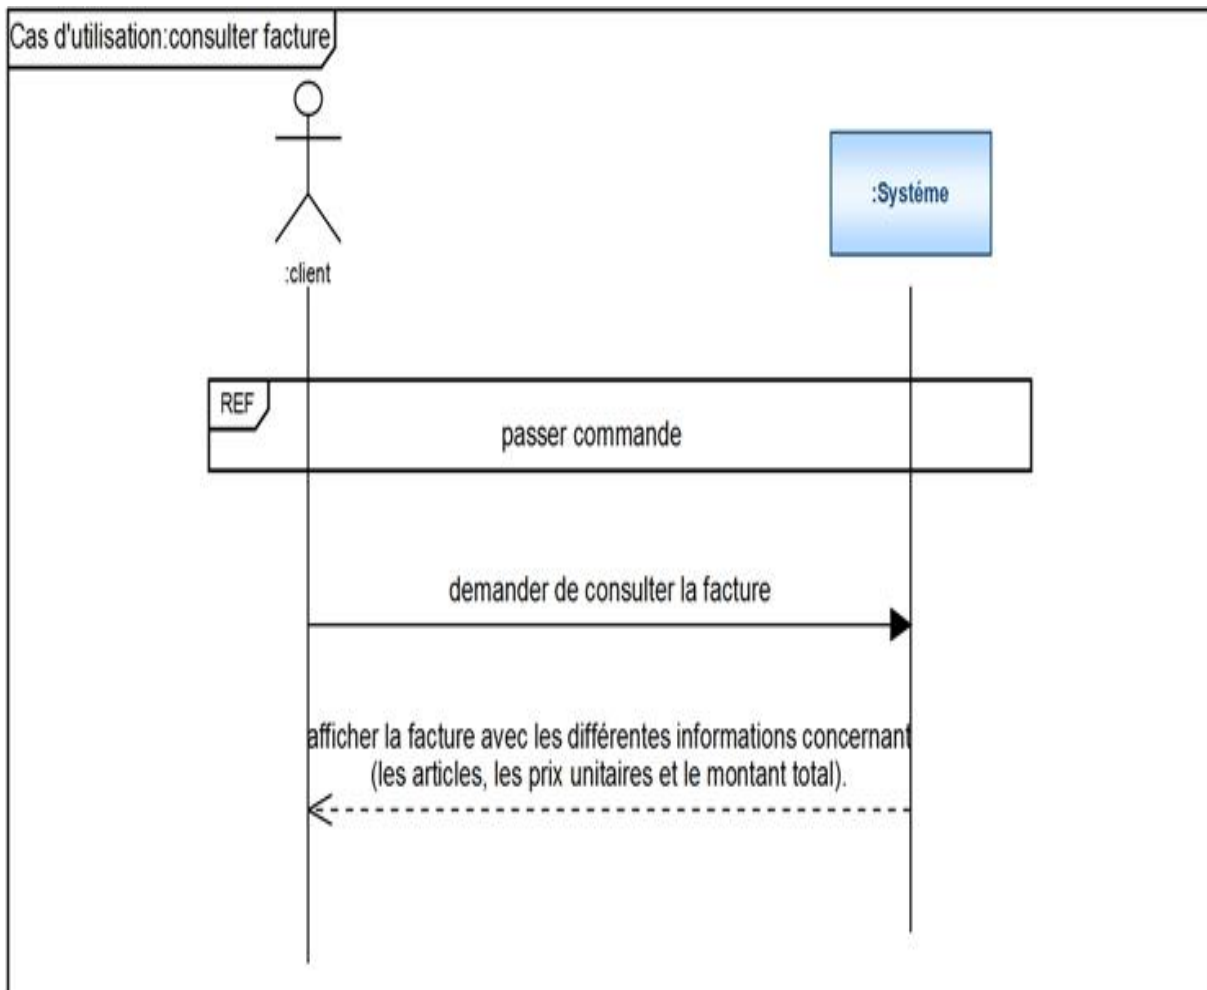 Cas d'utilisation:consulter facture
:client
:Systéme
REF
passer commande
demander de consulter la facture
afficher la facture avec les différentes informations concernant
(les articles, les prix unitaires et le montant total).